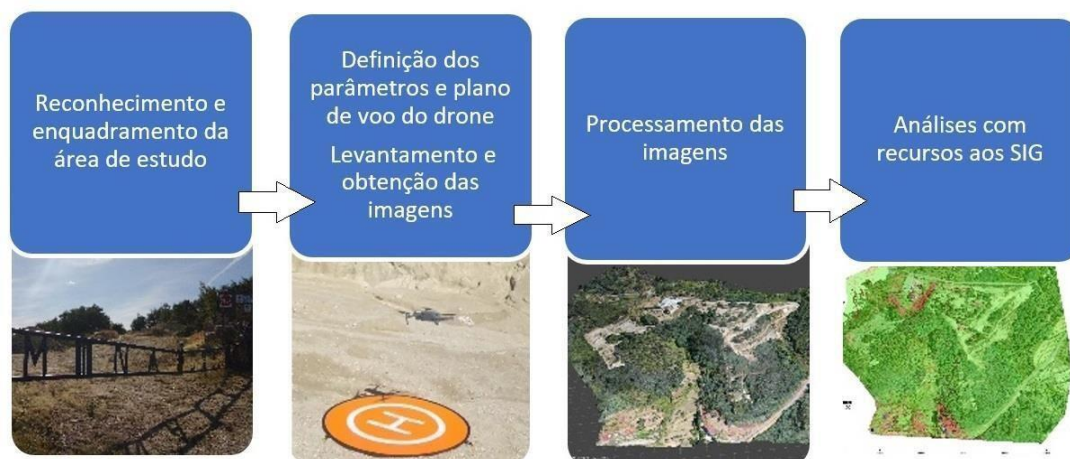 Reconhecimento e
enquadramento da
área de estudo
Definição dos
parâmetros e plano
de voo do drone
Levantamento e
obtenção das
imagens
Processamento das
imagens
Análises com
recursos aos SIG
M I N A
H